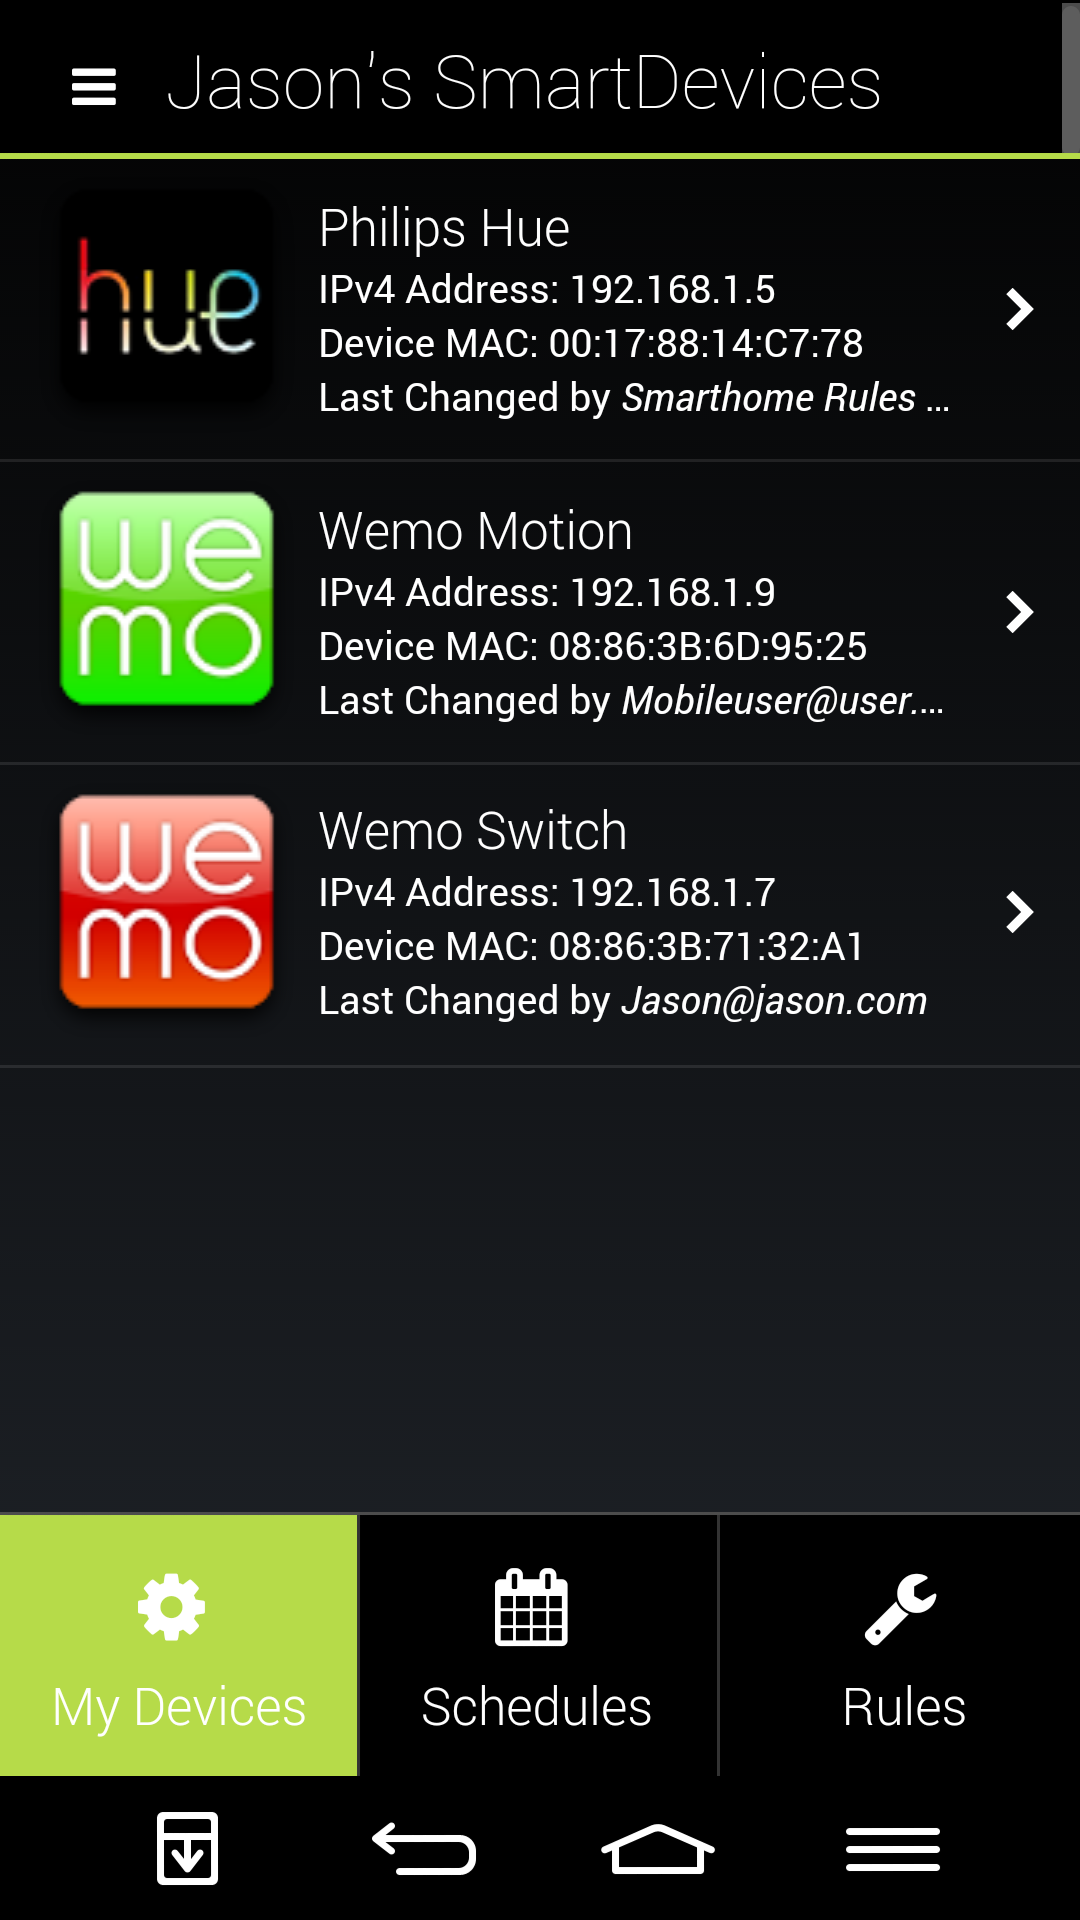 Jason's SmartDevices
hue
Philips Hue
IPv4 Address: 192.168.1.5
Device MAC: 00:17:88:14:C7:78
Last Changed by Smarthome Rules ...
we
mo
Wemo Motion
IPv4 Address: 192.168.1.9
Device MAC: 08:86:3B:6D:95:25
Last Changed by Mobileuser@user....
we
mo
Wemo Switch
IPv4 Address: 192.168.1.7
Device MAC: 08:86:3B:71:32:A1
Last Changed by Jason@jason.com
My Devices
Schedules
Rules